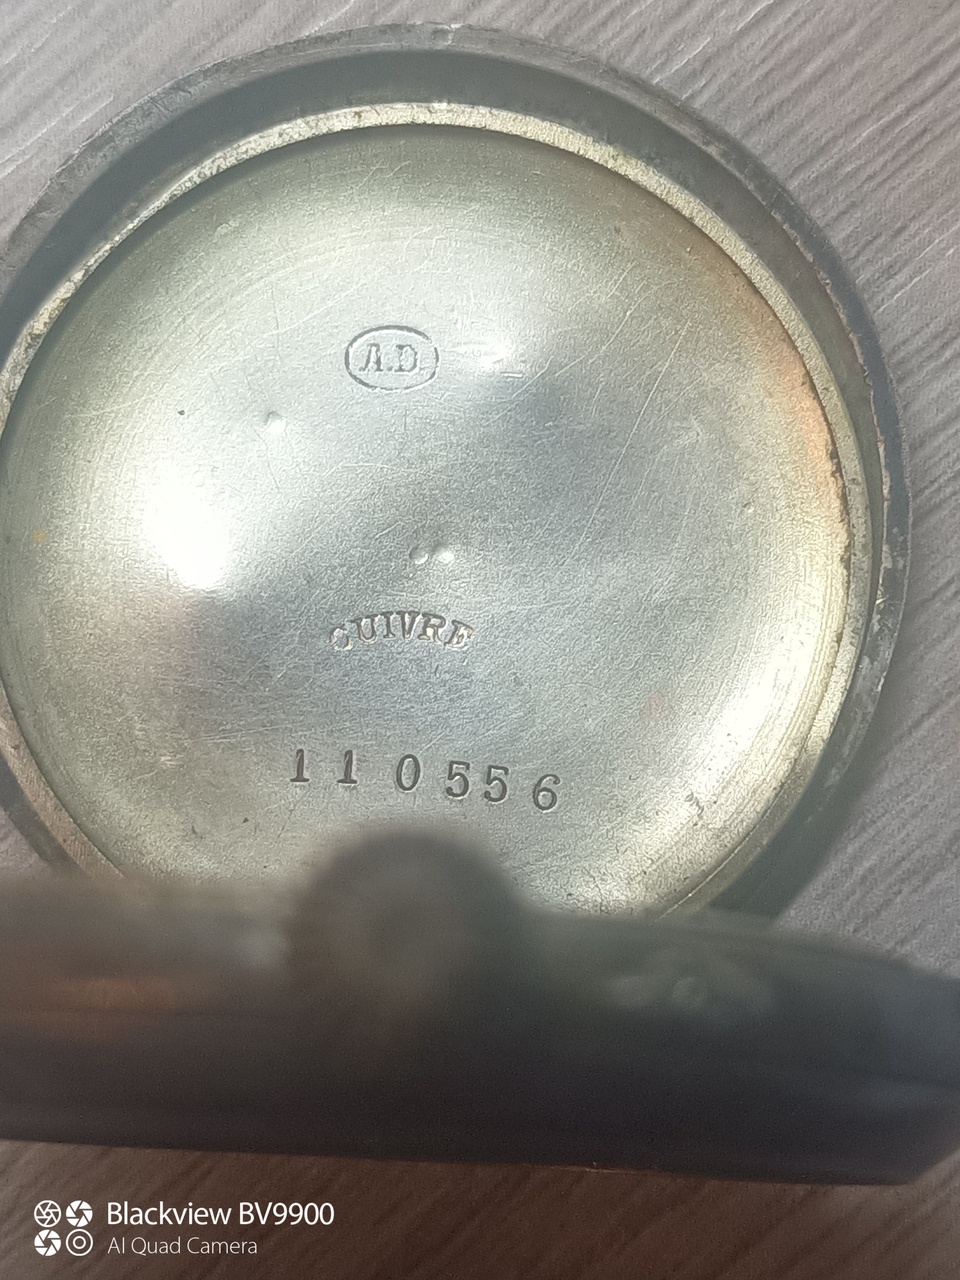 A.D.
CUIVRE
110556
Blackview BV9900
AI Quad Camera